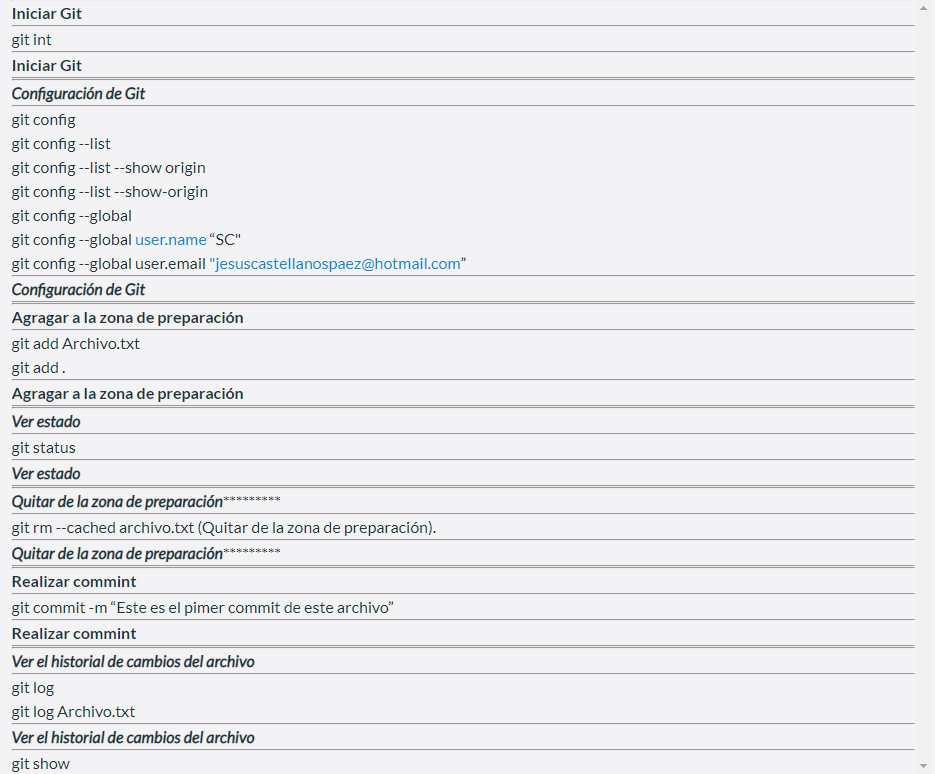 Iniciar Git
git int
Iniciar Git
Configuración de Git
git config
git config --list
git config --list --show origin
git config --list --show-origin
git config --global
git config --global user.name “SC"
git config --global user.email "jesuscastellanospaez@hotmail.com”
Configuración de Git
Agragar a la zona de preparación
git add Archivo.txt
git add .
Agragar a la zona de preparación
Ver estado
git status
Ver estado
Quitar de la zona de preparación*********
git rm --cached archivo.txt (Quitar de la zona de preparación).
Quitar de la zona de preparación*********
Realizar commint
git commit -m “Este es el pimer commit de este archivo”
Realizar commint
Ver el historial de cambios del archivo
git log
git log Archivo.txt
Ver el historial de cambios del archivo
git show